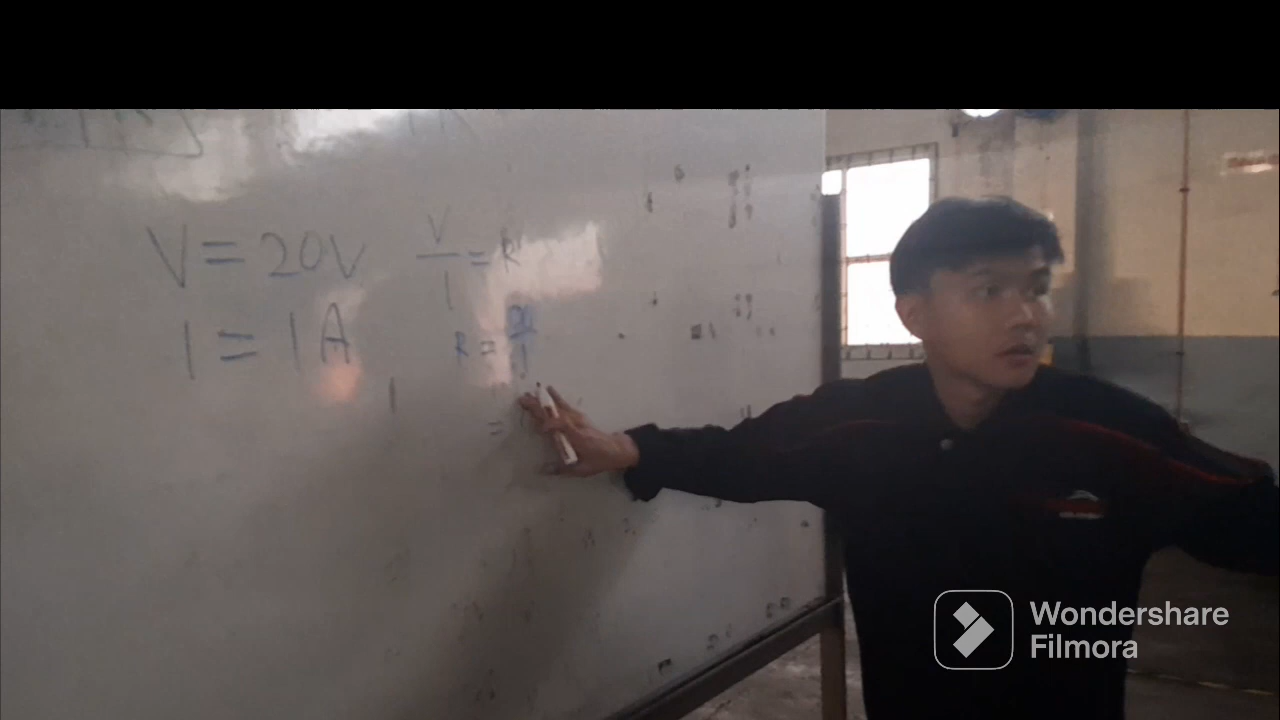 V = 20V
I = 1A
V
I
= R
R = 20
1
=
Wondershare
Filmora